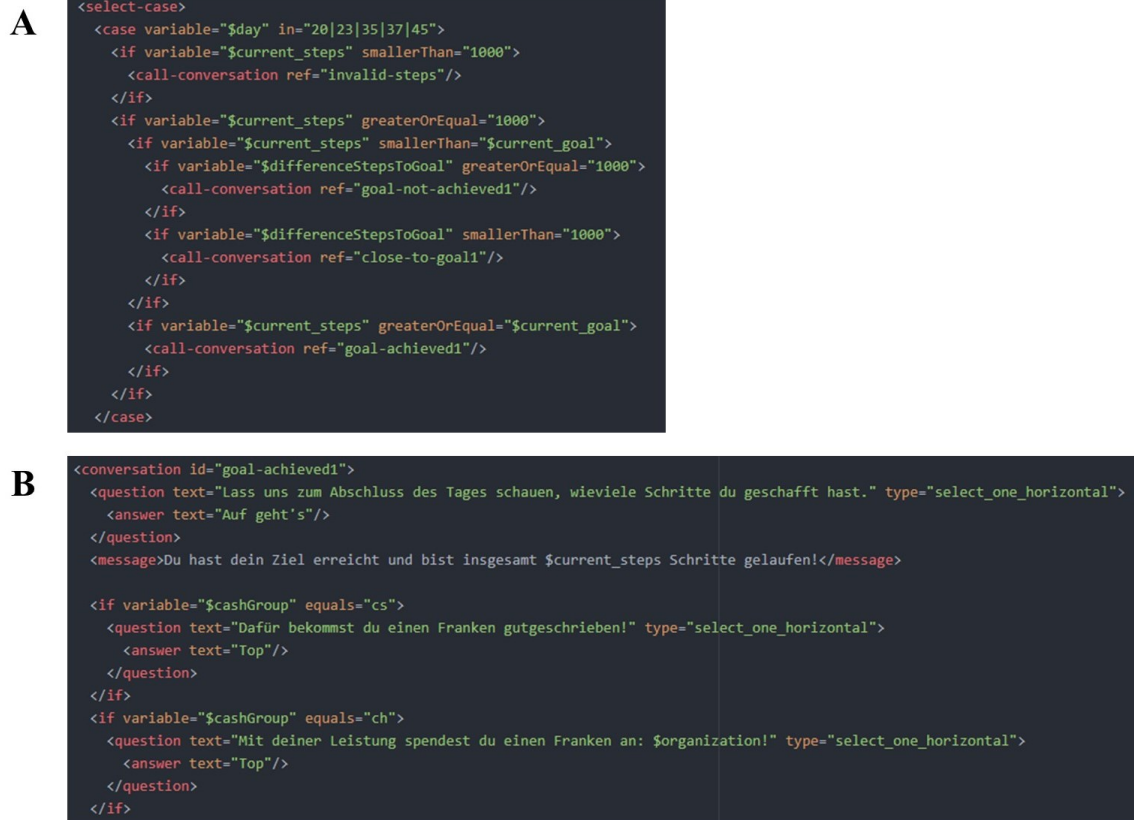 A
<select-case>
<case variable="$day" in="20|23|35|37|45">
<if variable="$current_steps" smallerThan="1000">
<call-conversation ref="invalid-steps"/>
</if>
<if variable="$current_steps" greaterOrEqual="1000">
<if variable="$current_steps" smallerThan="$current_goal">
<if variable="$differenceStepsToGoal" greaterOrEqual="1000">
<call-conversation ref="goal-not-achieved1"/>
</if>
<if variable="$differenceStepsToGoal" smallerThan="1000">
<call-conversation ref="close-to-goal1"/>
</if>
</if>
<if variable="$current_steps" greaterOrEqual="$current_goal">
<call-conversation ref="goal-achieved1"/>
</if>
</if>
</case>
B
<conversation id="goal-achieved1">
<question text="Lass uns zum Abschluss des Tages schauen, wieviele Schritte du geschafft hast." type="select_one_horizontal">
<answer text="Auf geht's"/>
</question>
<message>Du hast dein Ziel erreicht und bist insgesamt $current_steps Schritte gelaufen!</message>
<if variable="$cashGroup" equals="cs">
<question text="Dafür bekommst du einen Franken gutgeschrieben!" type="select_one_horizontal">
<answer text="Top"/>
</question>
</if>
<if variable="$cashGroup" equals="ch">
<question text="Mit deiner Leistung spendest du einen Franken an: $organization!" type="select_one_horizontal">
<answer text="Top"/>
</question>
</if>